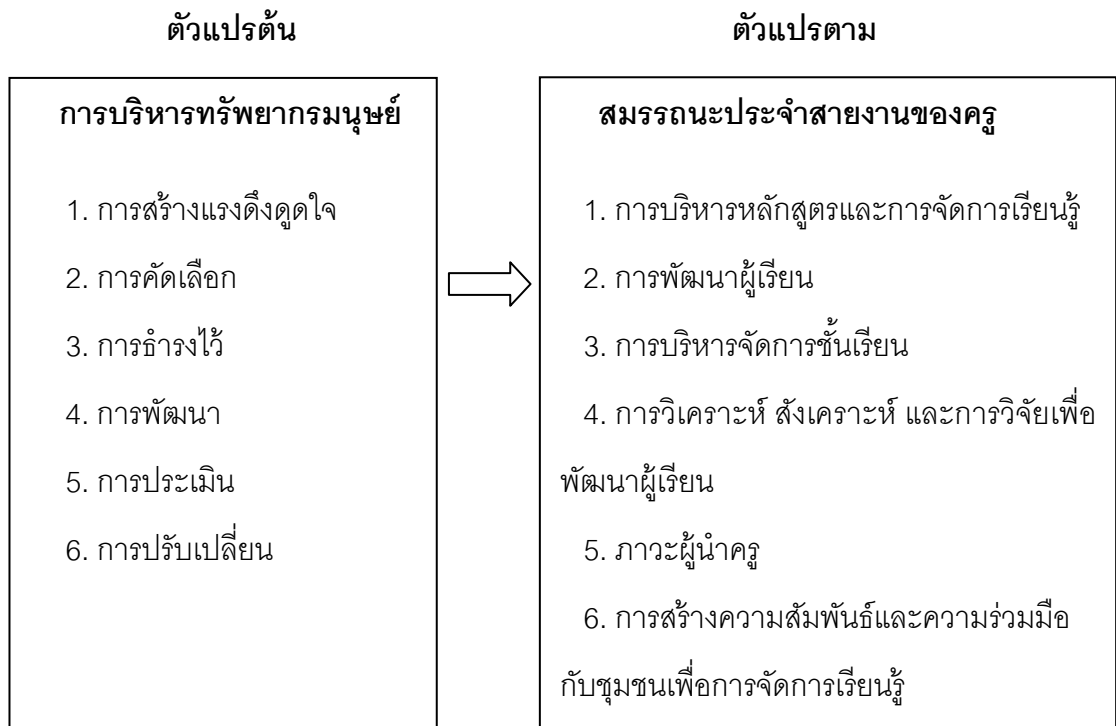 ตัวแปรต้น
ตัวแปรตาม
การบริหารทรัพยากรมนุษย์
1. การสร้างแรงดึงดูดใจ
2. การคัดเลือก
3. การธำรงไว้
4. การพัฒนา
5. การประเมิน
6. การปรับเปลี่ยน
สมรรถนะประจำสายงานของครู
1. การบริหารหลักสูตรและการจัดการเรียนรู้
2. การพัฒนาผู้เรียน
3. การบริหารจัดการชั้นเรียน
4. การวิเคราะห์ สังเคราะห์ และการวิจัยเพื่อ
พัฒนาผู้เรียน
5. ภาวะผู้นำครู
6. การสร้างความสัมพันธ์และความร่วมมือ
กับชุมชนเพื่อการจัดการเรียนรู้